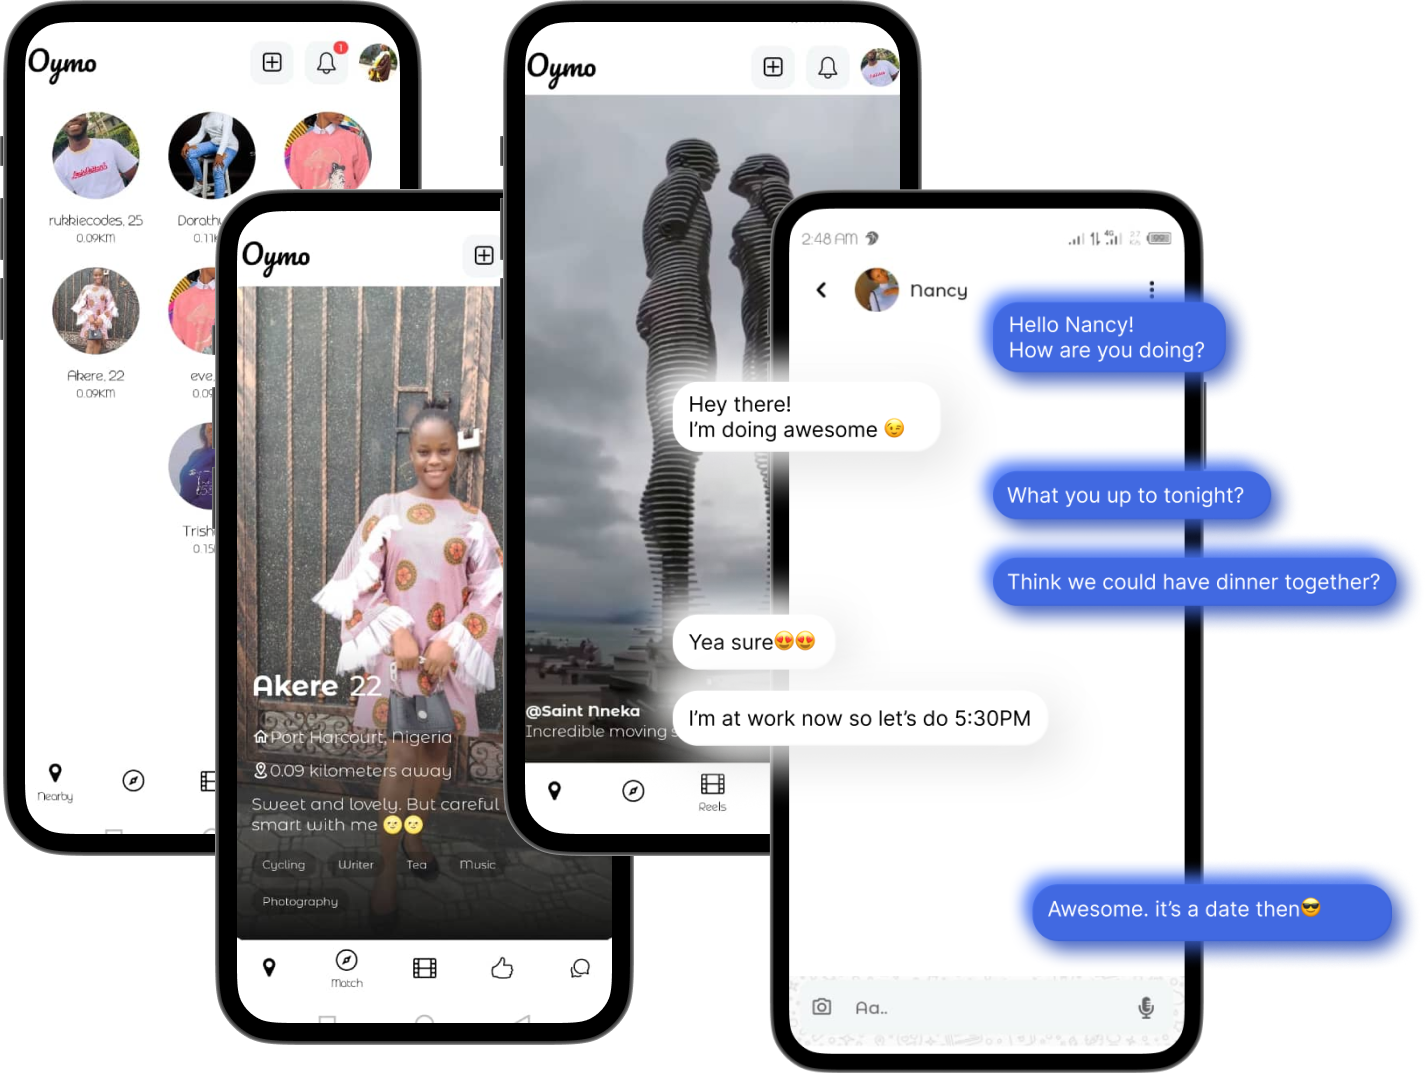 Oymo
1
rukkiecodes, 25
0.09KM
Doroth
0.11
Akere, 22
0.09KM
eve,
0.09
Trish
0.15
Nearby
Oymo
Akere 22
Port Harcourt, Nigeria
0.09 kilometers away
Sweet and lovely. But careful
smart with me 🌝🌝
Cycling
Writer
Tea
Music
Photography
Match
Oymo
@Saint Nneka
Incredible moving s
Reels
2:48 AM
4G
99
Nancy
Hello Nancy!
How are you doing?
Hey there!
I'm doing awesome 😉
What you up to tonight?
Think we could have dinner together?
Yea sure😍😍
I'm at work now so let's do 5:30PM
Awesome. it's a date then😎
Aa..